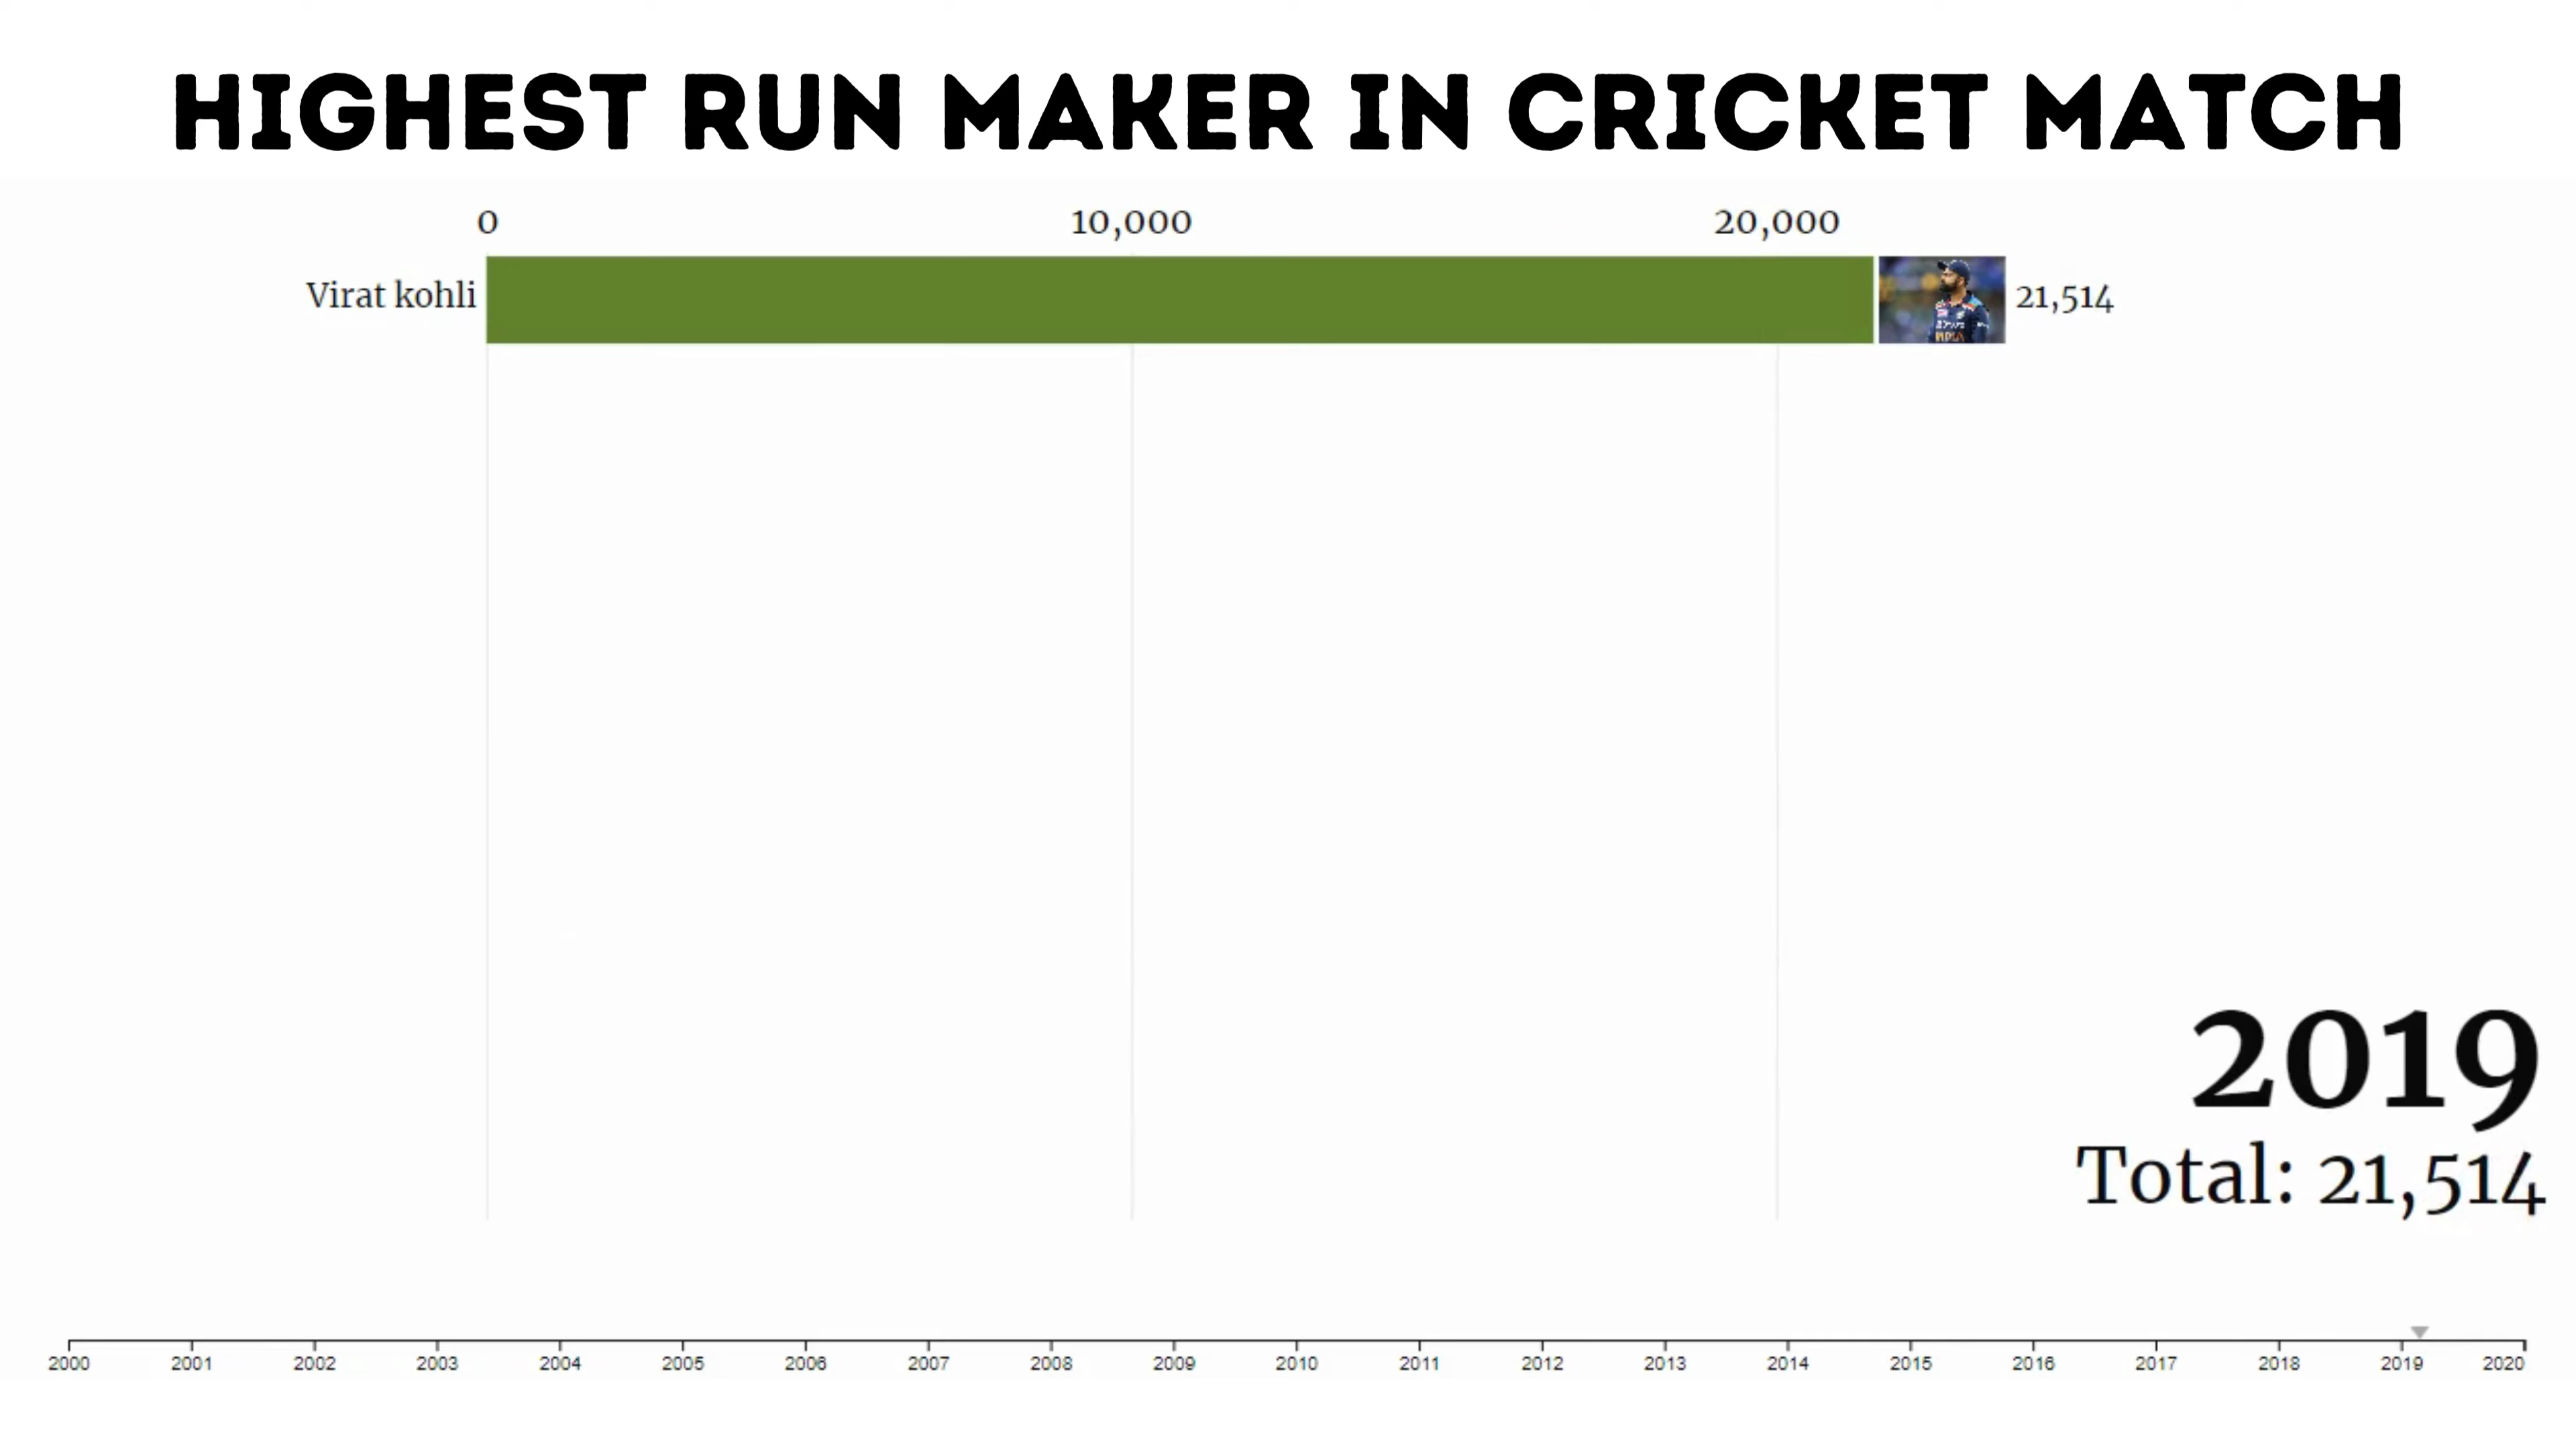 HIGHEST RUN MAKER IN CRICKET MATCH
0 10,000 20,000
Virat kohli 21,514
2019
Total: 21,514
2000 2001 2002 2003 2004 2005 2006 2007 2008 2009 2010 2011 2012 2013 2014 2015 2016 2017 2018 2019 2020